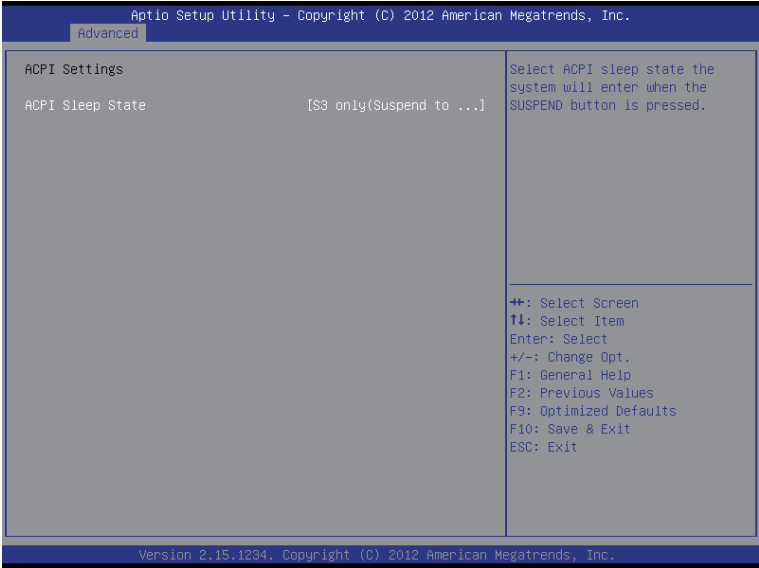 Aptio Setup Utility – Copyright (C) 2012 American Megatrends, Inc.
Advanced
ACPI Settings
ACPI Sleep State [S3 only(Suspend to ...]
Select ACPI sleep state the
system will enter when the
SUSPEND button is pressed.
→←: Select Screen
↑↓: Select Item
Enter: Select
+/-: Change Opt.
F1: General Help
F2: Previous Values
F9: Optimized Defaults
F10: Save & Exit
ESC: Exit
Version 2.15.1234. Copyright (C) 2012 American Megatrends, Inc.